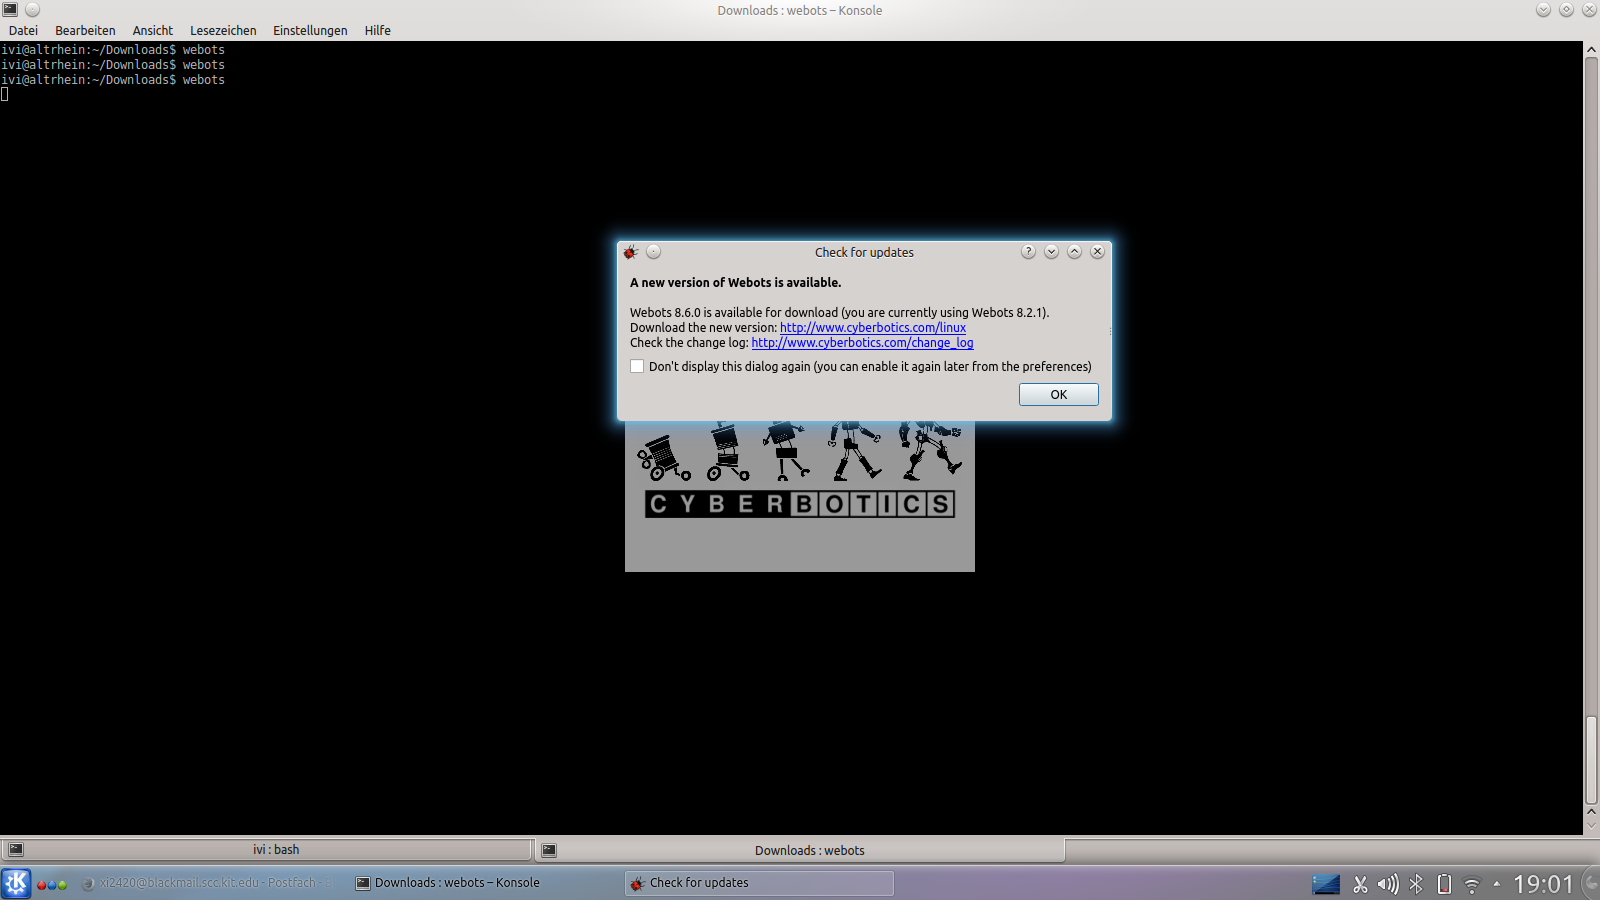 Downloads : webots – Konsole
Datei Bearbeiten Ansicht Lesezeichen Einstellungen Hilfe
ivi@altrhein:~/Downloads$ webots
ivi@altrhein:~/Downloads$ webots
ivi@altrhein:~/Downloads$ webots
Check for updates
A new version of Webots is available.
Webots 8.6.0 is available for download (you are currently using Webots 8.2.1).
Download the new version: http://www.cyberbotics.com/linux
Check the change log: http://www.cyberbotics.com/change_log
Don't display this dialog again (you can enable it again later from the preferences)
OK
CYBERBOTICS
ivi : bash
Downloads : webots
xi2420@blackmail.scc.kit.edu - Postfach -
Downloads : webots – Konsole
Check for updates
19:01